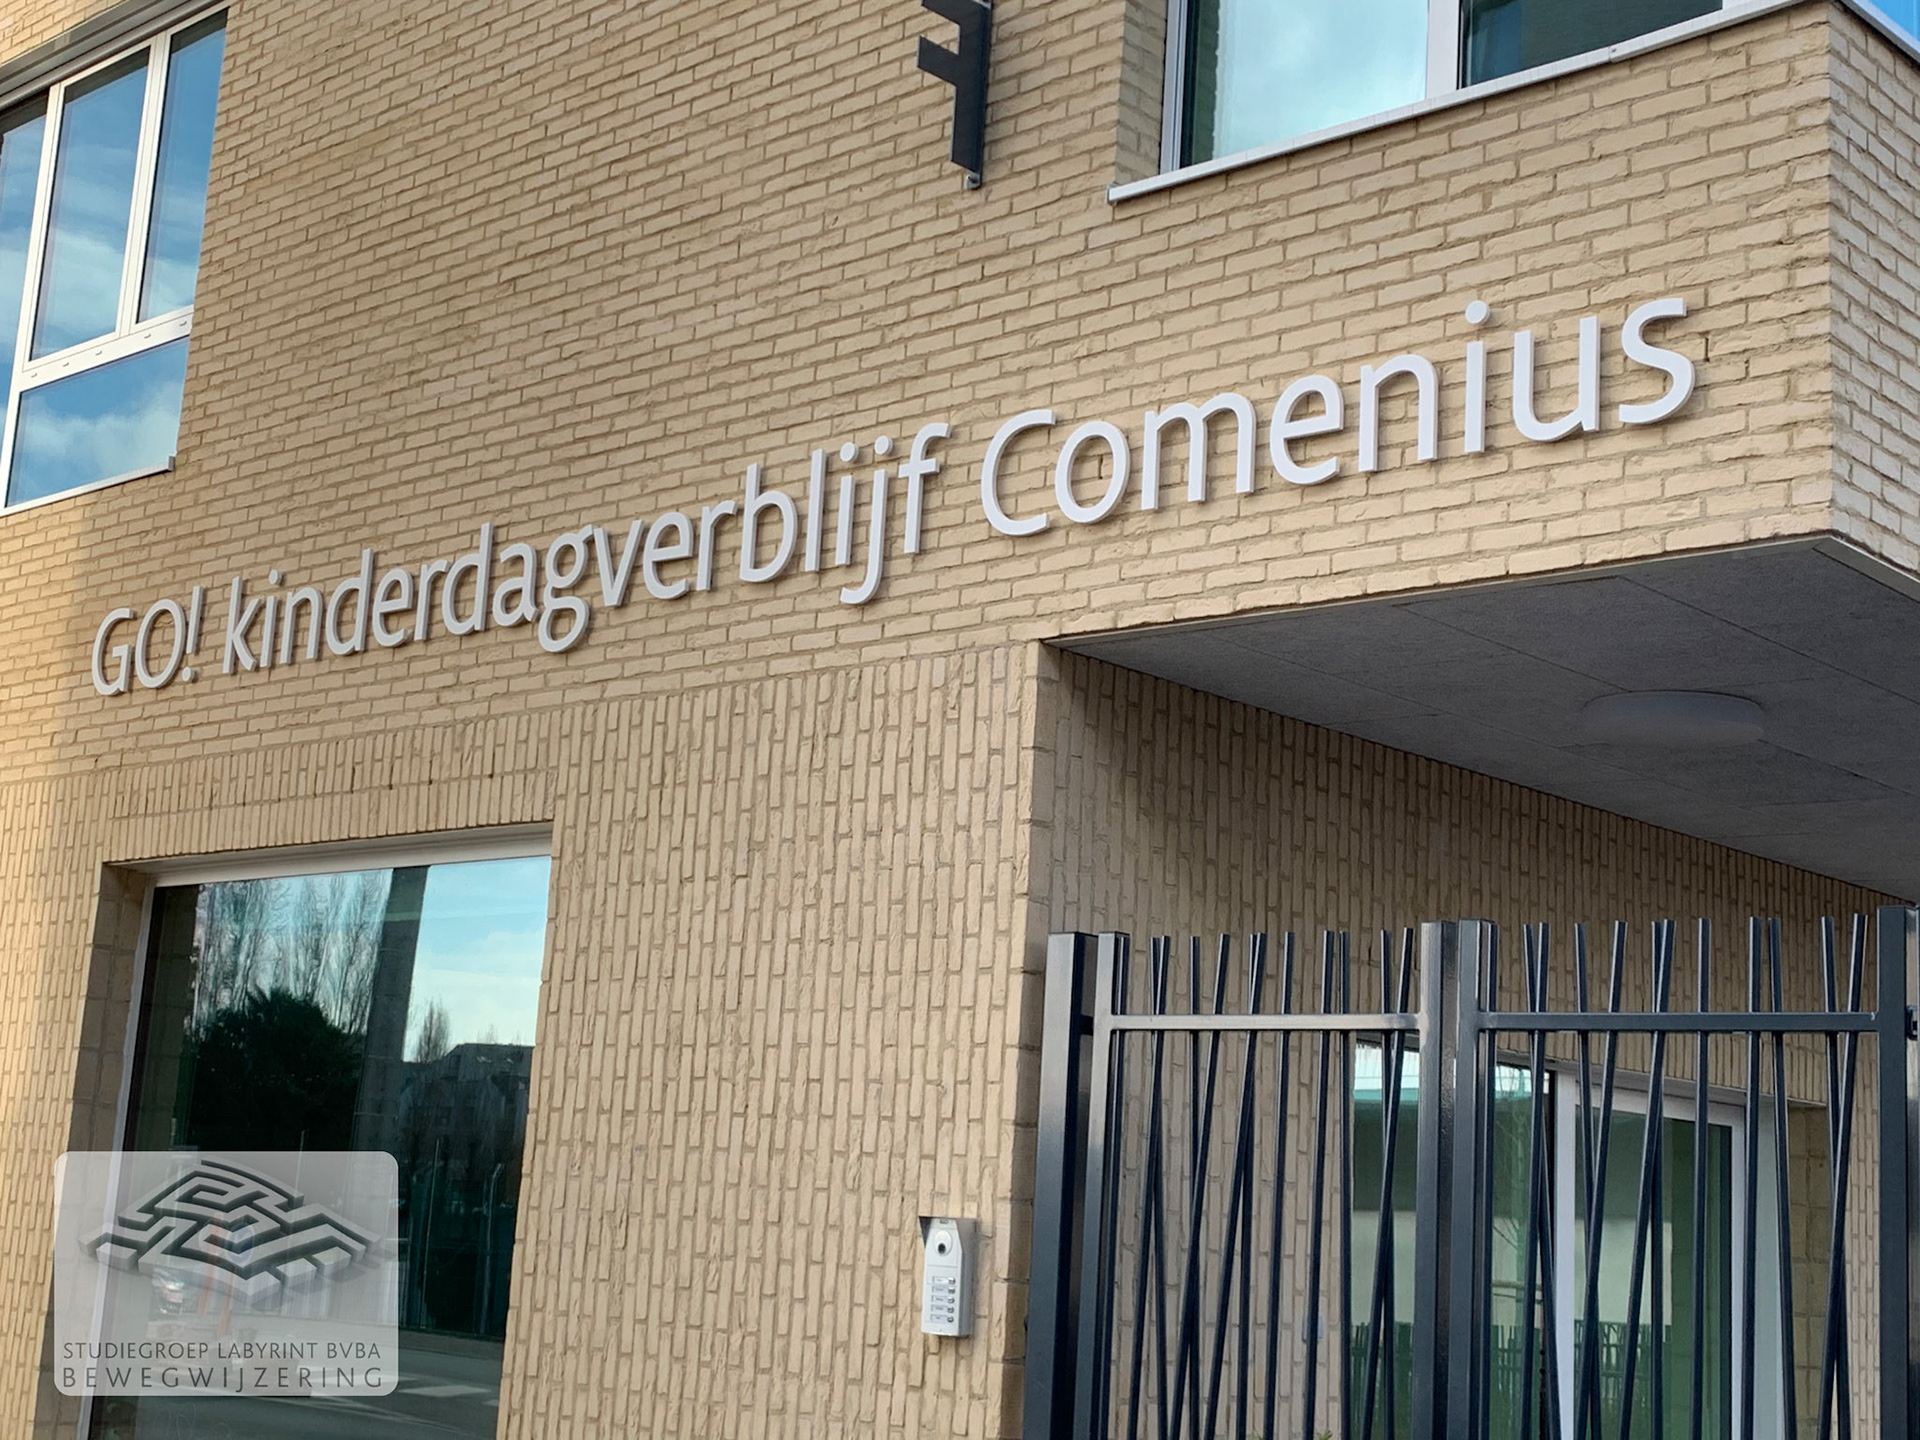 GO! kinderdagverblijf Comenius
STUDIEGROEP LABYRINT BVBA
BEWEGWIJZERING